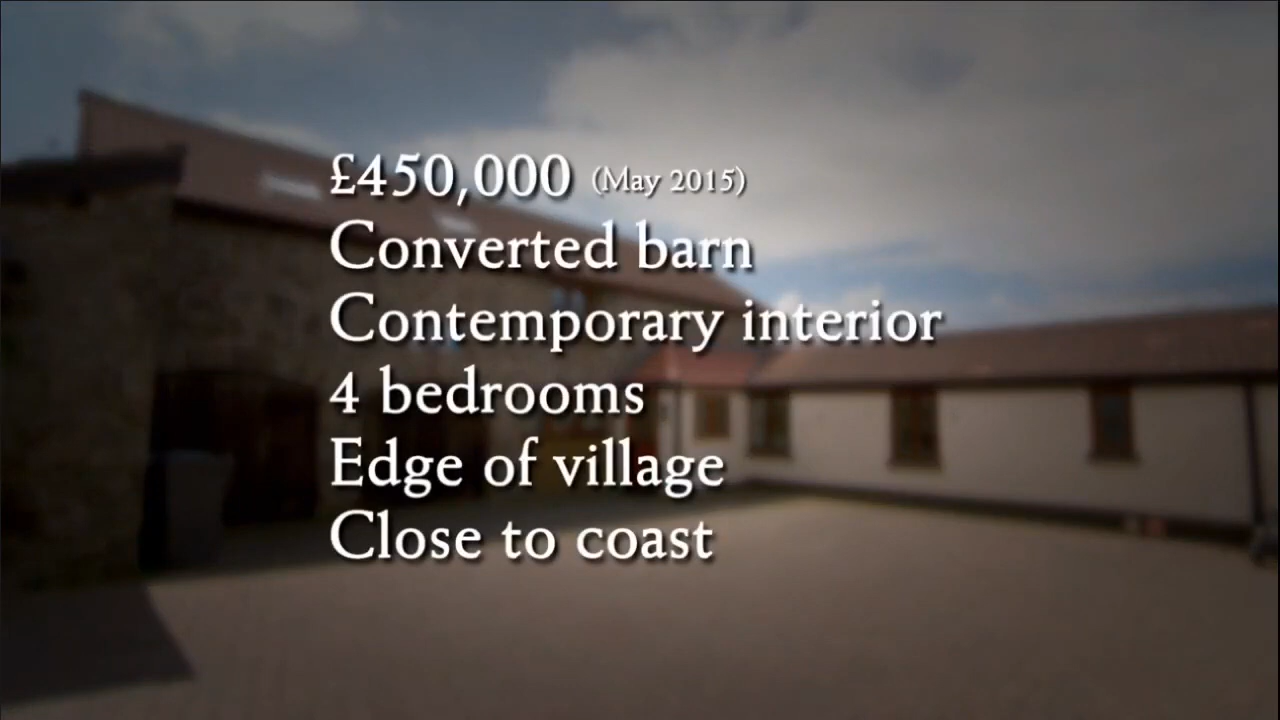 £450,000 (May 2015)
Converted barn
Contemporary interior
4 bedrooms
Edge of village
Close to coast